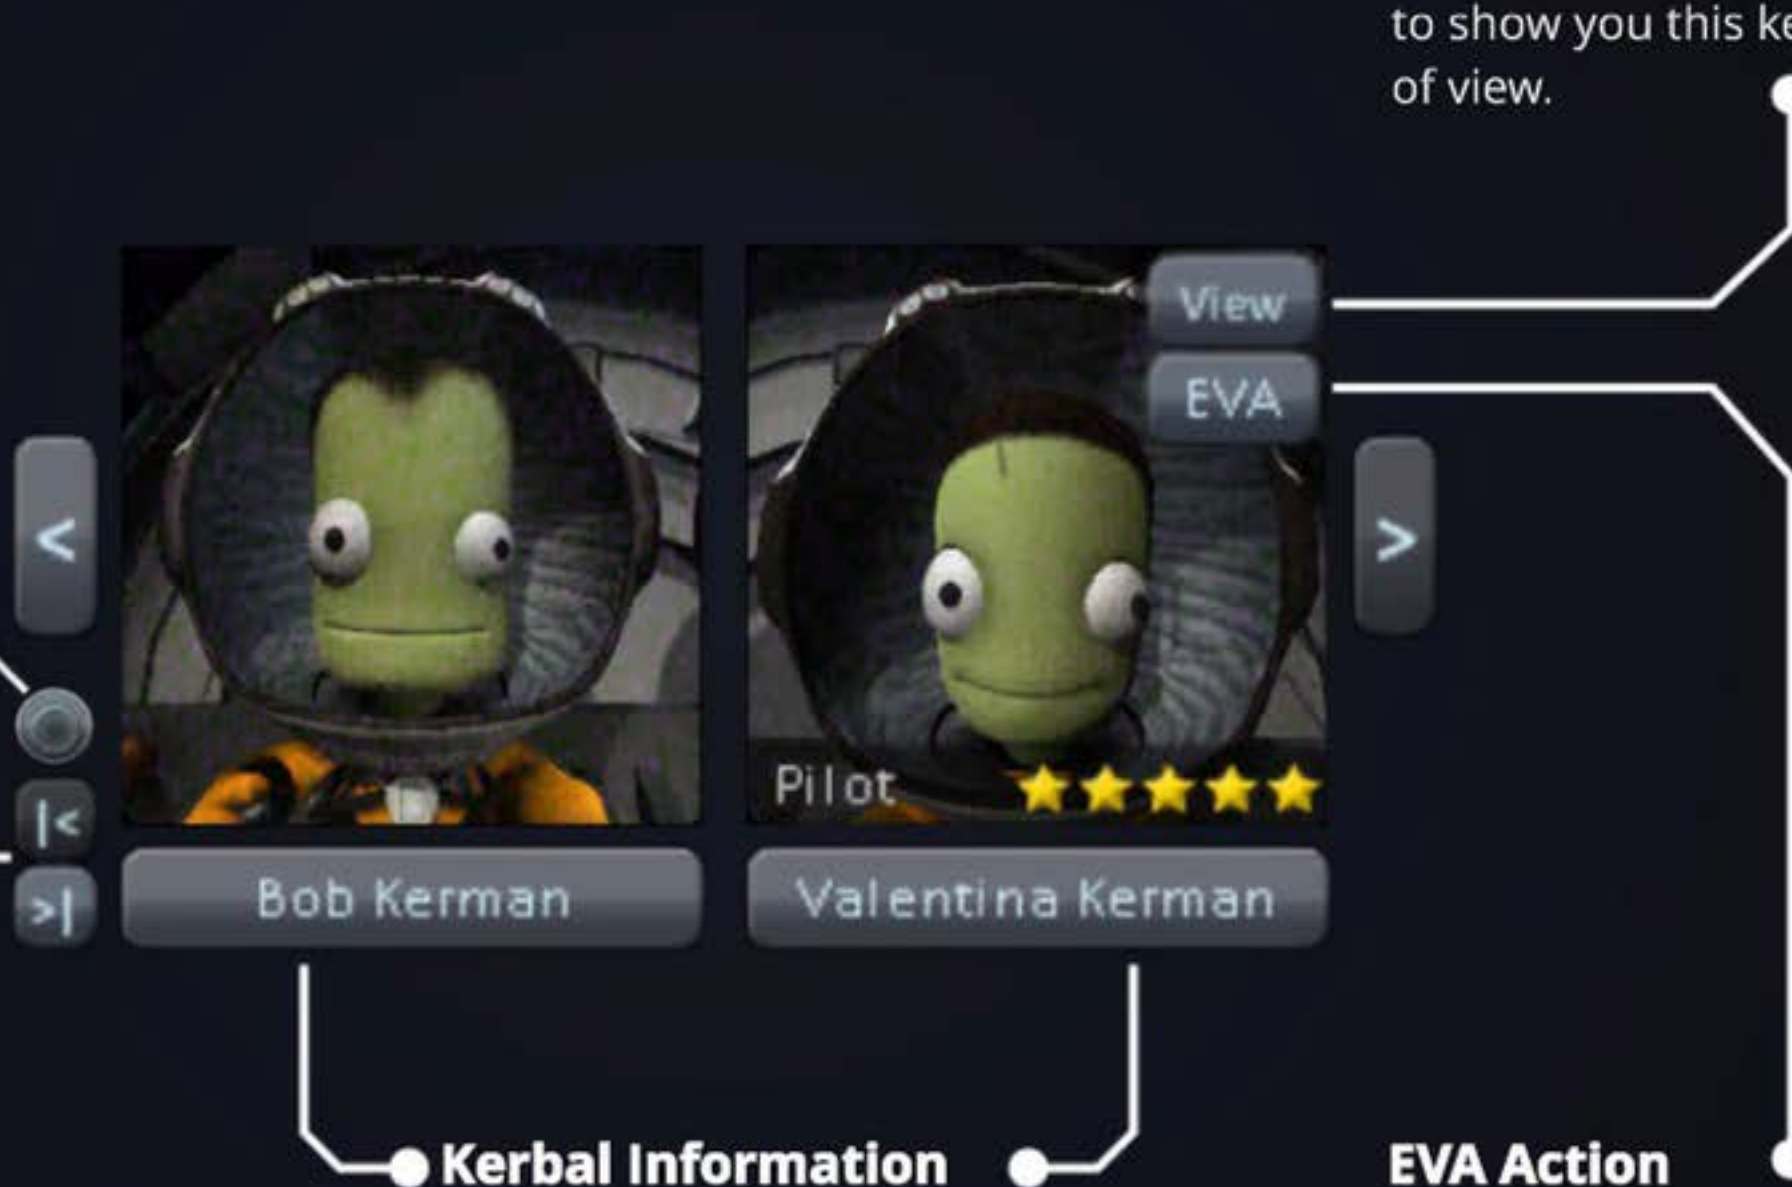 to show you this ke
of view.
View
EVA
<
>
|<
>|
Pilot
Bob Kerman
Valentina Kerman
Kerbal Information
EVA Action